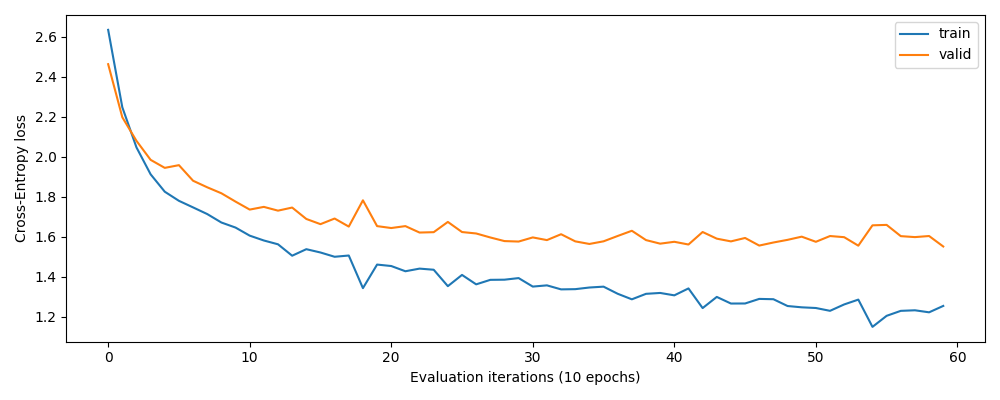 train
valid
Cross-Entropy loss
2.6
2.4
2.2
2.0
1.8
1.6
1.4
1.2
0 10 20 30 40 50 60
Evaluation iterations (10 epochs)